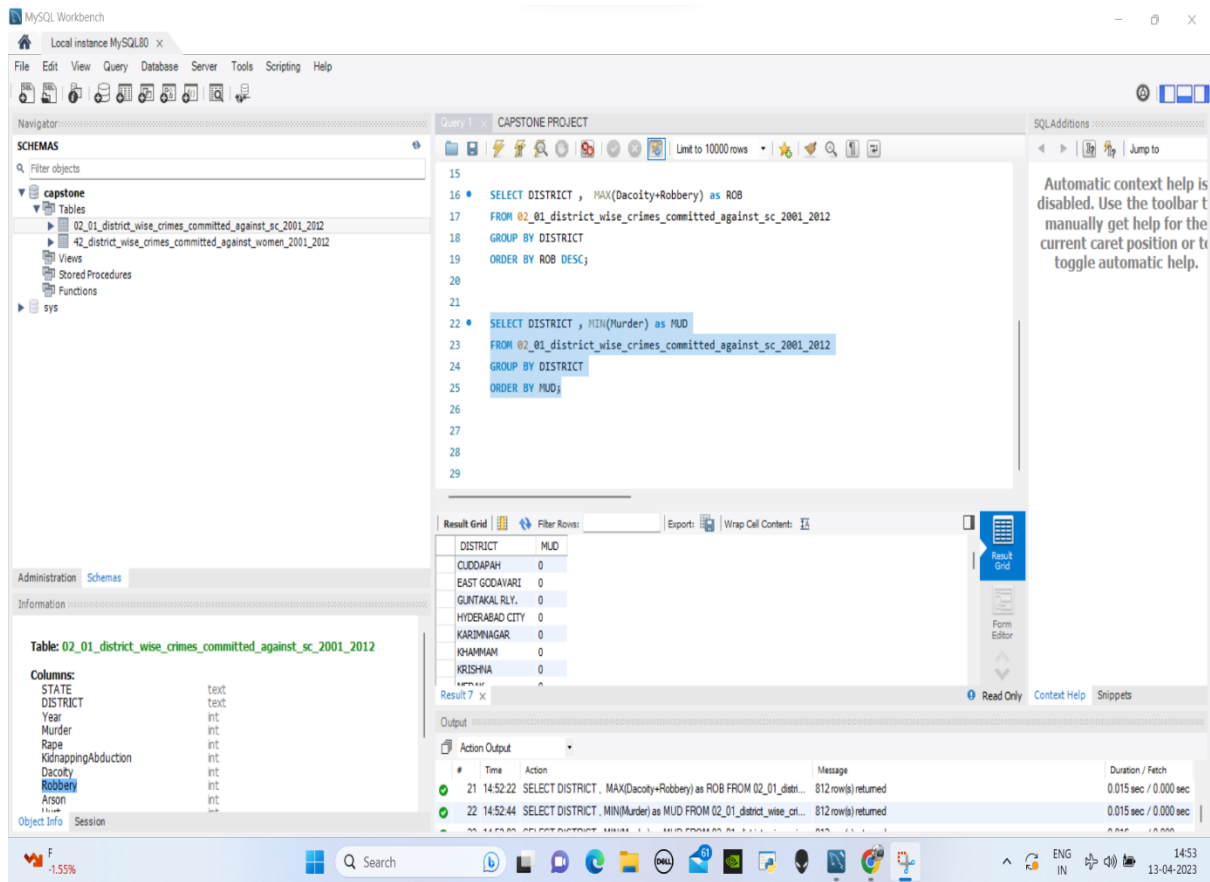 MySQL Workbench
Local instance MySQL80
File Edit View Query Database Server Tools Scripting Help
Navigator
SCHEMAS
Filter objects
capstone
Tables
02_01_district_wise_crimes_committed_against_sc_2001_2012
42_district_wise_crimes_committed_against_women_2001_2012
Views
Stored Procedures
Functions
sys
Administration Schemas
Information
Table: 02_01_district_wise_crimes_committed_against_sc_2001_2012
Columns:
STATE text
DISTRICT text
Year int
Murder int
Rape int
KidnappingAbduction int
Dacoity int
Robbery int
Arson int
Hurt int
Object Info Session
Query 1 CAPSTONE PROJECT
Limit to 10000 rows
15
16 SELECT DISTRICT , MAX(Dacoity+Robbery) as ROB
17 FROM 02_01_district_wise_crimes_committed_against_sc_2001_2012
18 GROUP BY DISTRICT
19 ORDER BY ROB DESC;
20
21
22 SELECT DISTRICT , MIN(Murder) as MUD
23 FROM 02_01_district_wise_crimes_committed_against_sc_2001_2012
24 GROUP BY DISTRICT
25 ORDER BY MUD;
26
27
28
29
Result Grid Filter Rows: Export: Wrap Cell Content:
DISTRICT MUD
CUDDAPAH 0
EAST GODAVARI 0
GUNTAKAL RLY. 0
HYDERABAD CITY 0
KARIMNAGAR 0
KHAMMAM 0
KRISHNA 0
MEDAK 0
Result Grid
Form Editor
Result 7 Read Only
Output
Action Output
# Time Action Message Duration / Fetch
21 14:52:22 SELECT DISTRICT , MAX(Dacoity+Robbery) as ROB FROM 02_01_distri... 812 row(s) returned 0.015 sec / 0.000 sec
22 14:52:44 SELECT DISTRICT , MIN(Murder) as MUD FROM 02_01_district_wise_cri... 812 row(s) returned 0.015 sec / 0.000 sec
SQLAdditions
Jump to
Automatic context help is
disabled. Use the toolbar t
manually get help for the
current caret position or to
toggle automatic help.
Context Help Snippets
F
-1.55%
Search
DELL
61
ENG
IN
14:53
13-04-2023